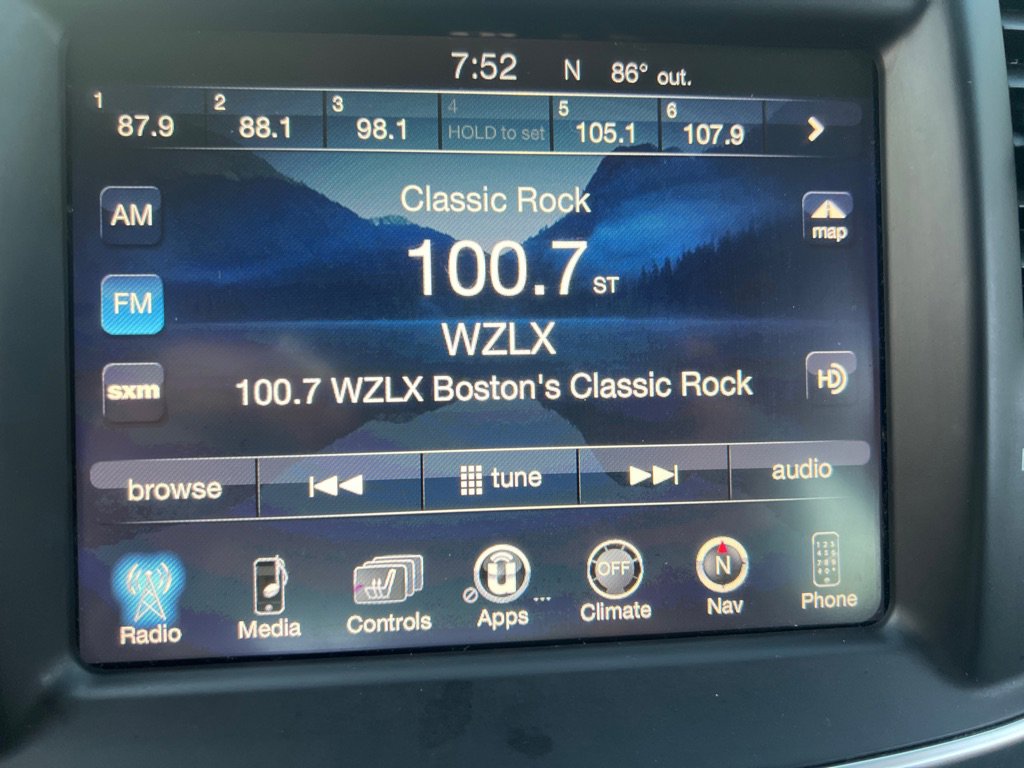 7:52 N 86° out.
1 2 3 4 5 6
87.9 88.1 98.1 HOLD to set 105.1 107.9
Classic Rock
AM
map
100.7 ST
FM
WZLX
sxm
100.7 WZLX Boston's Classic Rock
HD
browse tune audio
OFF N
Radio Media Controls Apps ... Climate Nav Phone